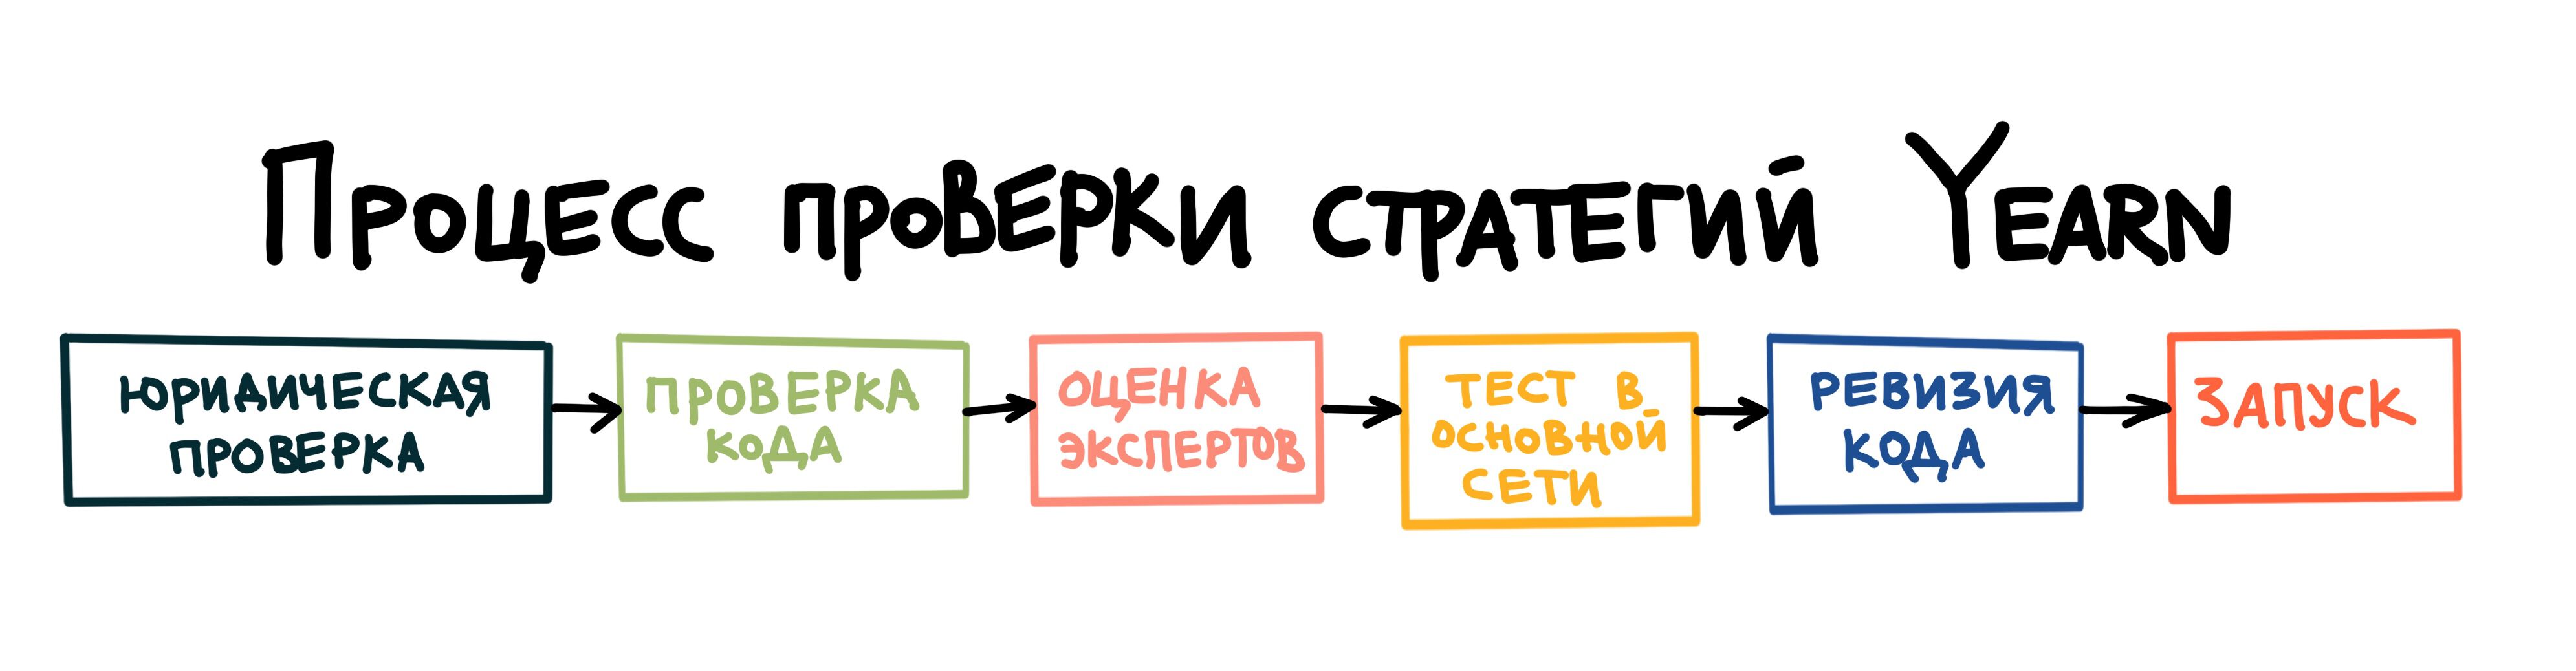 Процесс проверки стратегий Yearn
ЮРИДИЧЕСКАЯ
ПРОВЕРКА
ПРОВЕРКА
КОДА
ОЦЕНКА
ЭКСПЕРТОВ
ТЕСТ В
ОСНОВНОЙ
СЕТИ
РЕВИЗИЯ
КОДА
ЗАПУСК